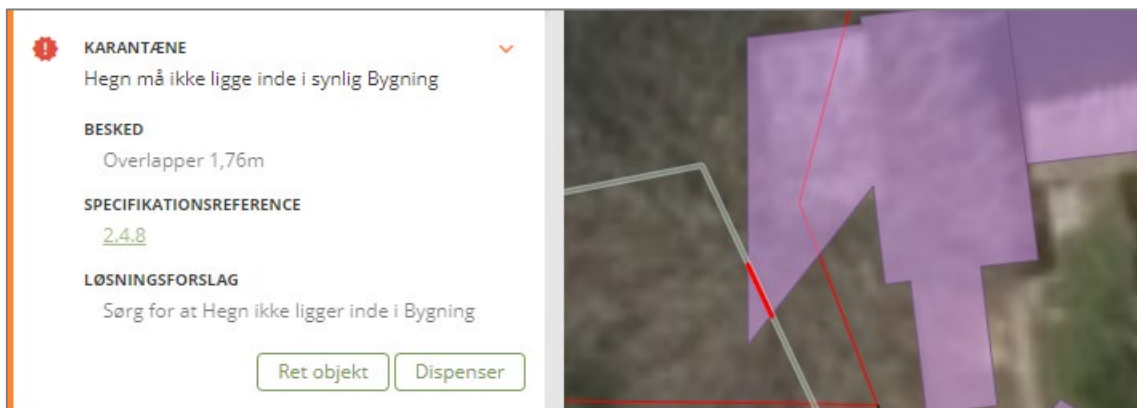 KARANTÆNE
Hegn må ikke ligge inde i synlig Bygning
BESKED
Overlapper 1,76m
SPECIFIKATIONSREFERENCE
2.4.8
LØSNINGSFORSLAG
Sørg for at Hegn ikke ligger inde i Bygning
Ret objekt
Dispenser